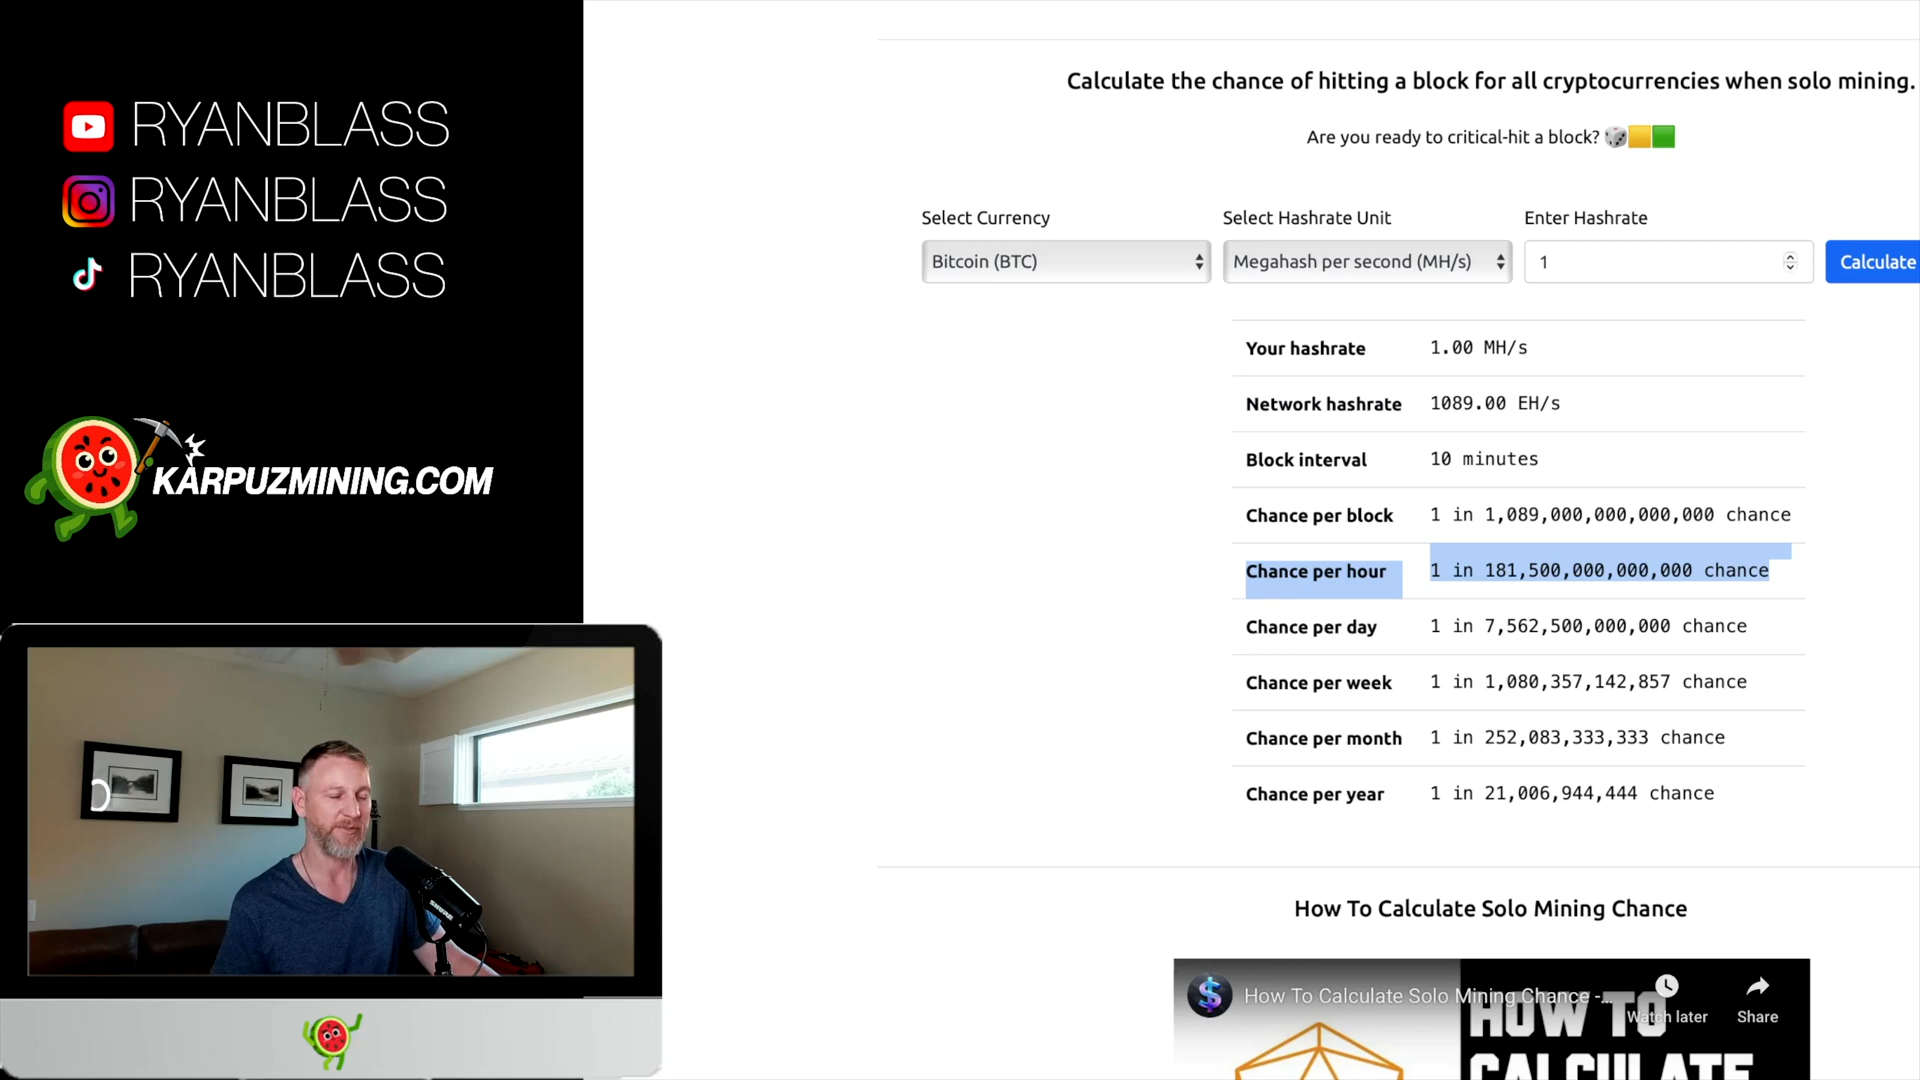 RYANBLASS
RYANBLASS
RYANBLASS
KARPUZMINING.COM
Calculate the chance of hitting a block for all cryptocurrencies when solo mining.
Are you ready to critical-hit a block? 🎲🟨🟩
Select Currency
Select Hashrate Unit
Enter Hashrate
Bitcoin (BTC)
Megahash per second (MH/s)
1
Calculate
Your hashrate 1.00 MH/s
Network hashrate 1089.00 EH/s
Block interval 10 minutes
Chance per block 1 in 1,089,000,000,000,000 chance
Chance per hour 1 in 181,500,000,000,000 chance
Chance per day 1 in 7,562,500,000,000 chance
Chance per week 1 in 1,080,357,142,857 chance
Chance per month 1 in 252,083,333,333 chance
Chance per year 1 in 21,006,944,444 chance
How To Calculate Solo Mining Chance
How To Calculate Solo Mining Chance -...
Watch later
Share
HOW TO
CALCULATE
SHURE